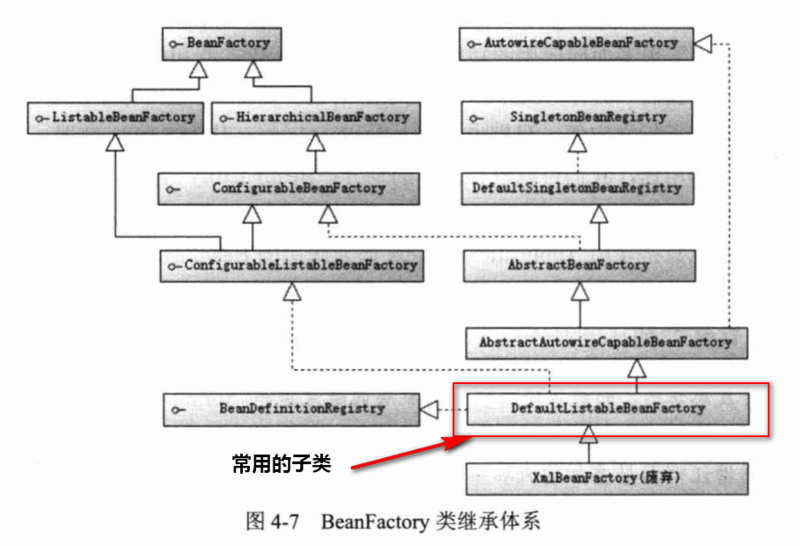 BeanFactory
AutowireCapableBeanFactory
ListableBeanFactory
HierarchicalBeanFactory
SingletonBeanRegistry
ConfigurableBeanFactory
DefaultSingletonBeanRegistry
ConfigurableListableBeanFactory
AbstractBeanFactory
AbstractAutowireCapableBeanFactory
BeanDefinitionRegistry
DefaultListableBeanFactory
常用的子类
XmlBeanFactory(废弃)
图 4-7 BeanFactory 类继承体系